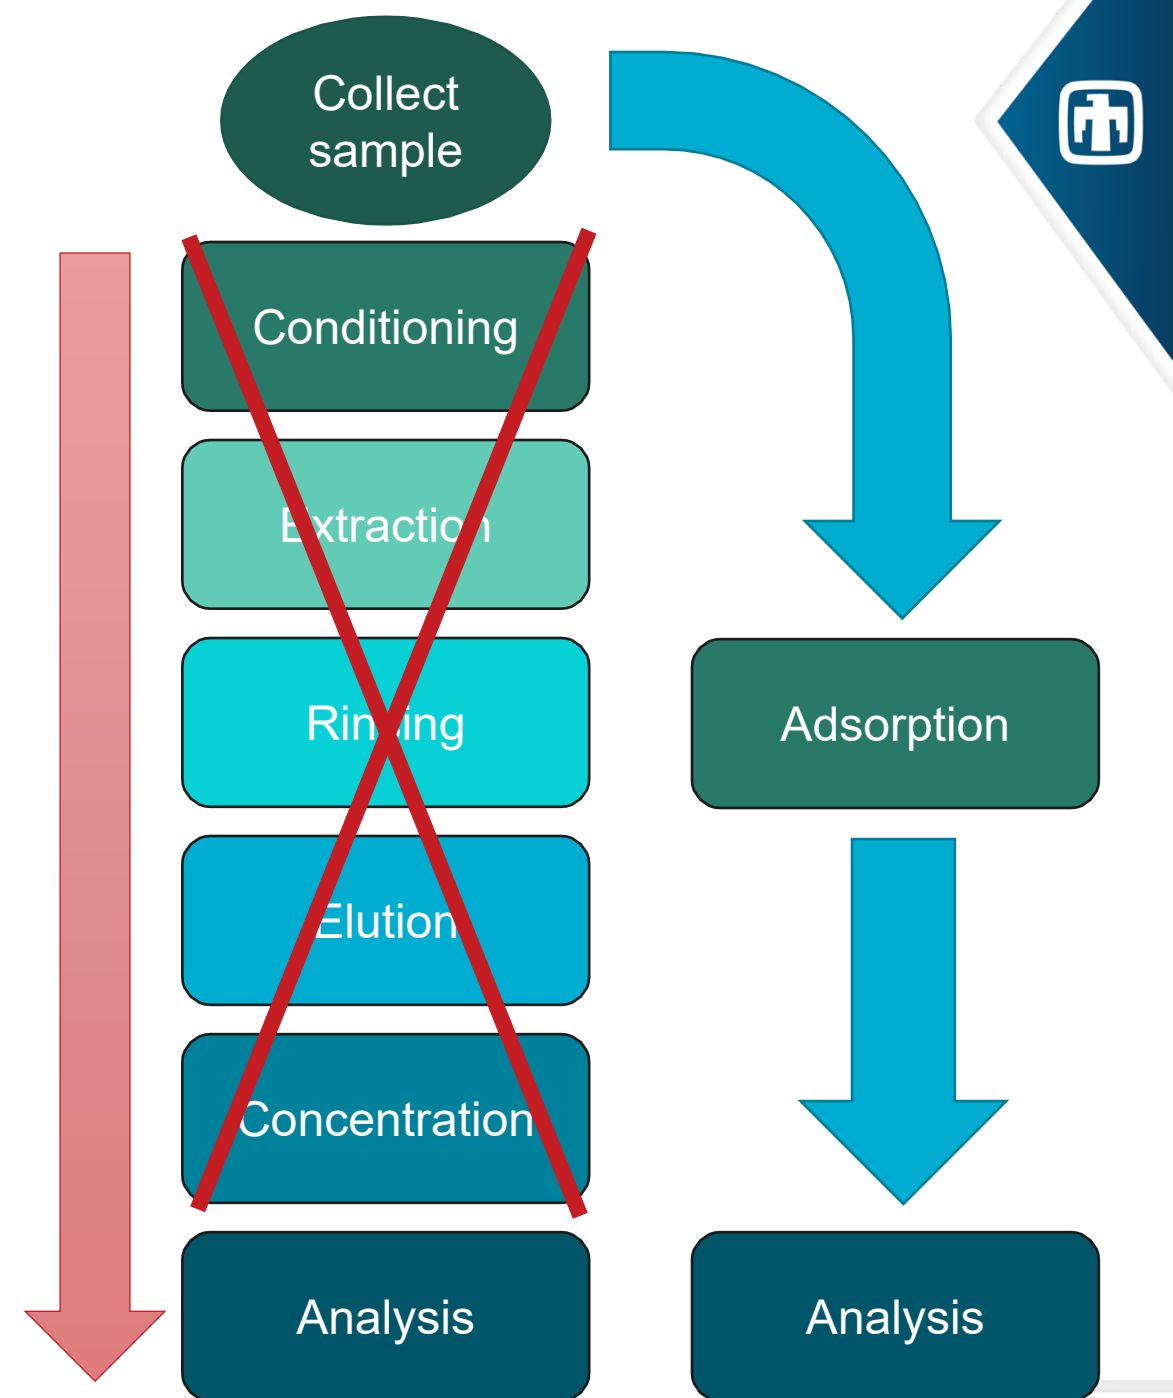 Collect
sample
Conditioning
Extraction
Rinsing
Elution
Concentration
Analysis
Adsorption
Analysis